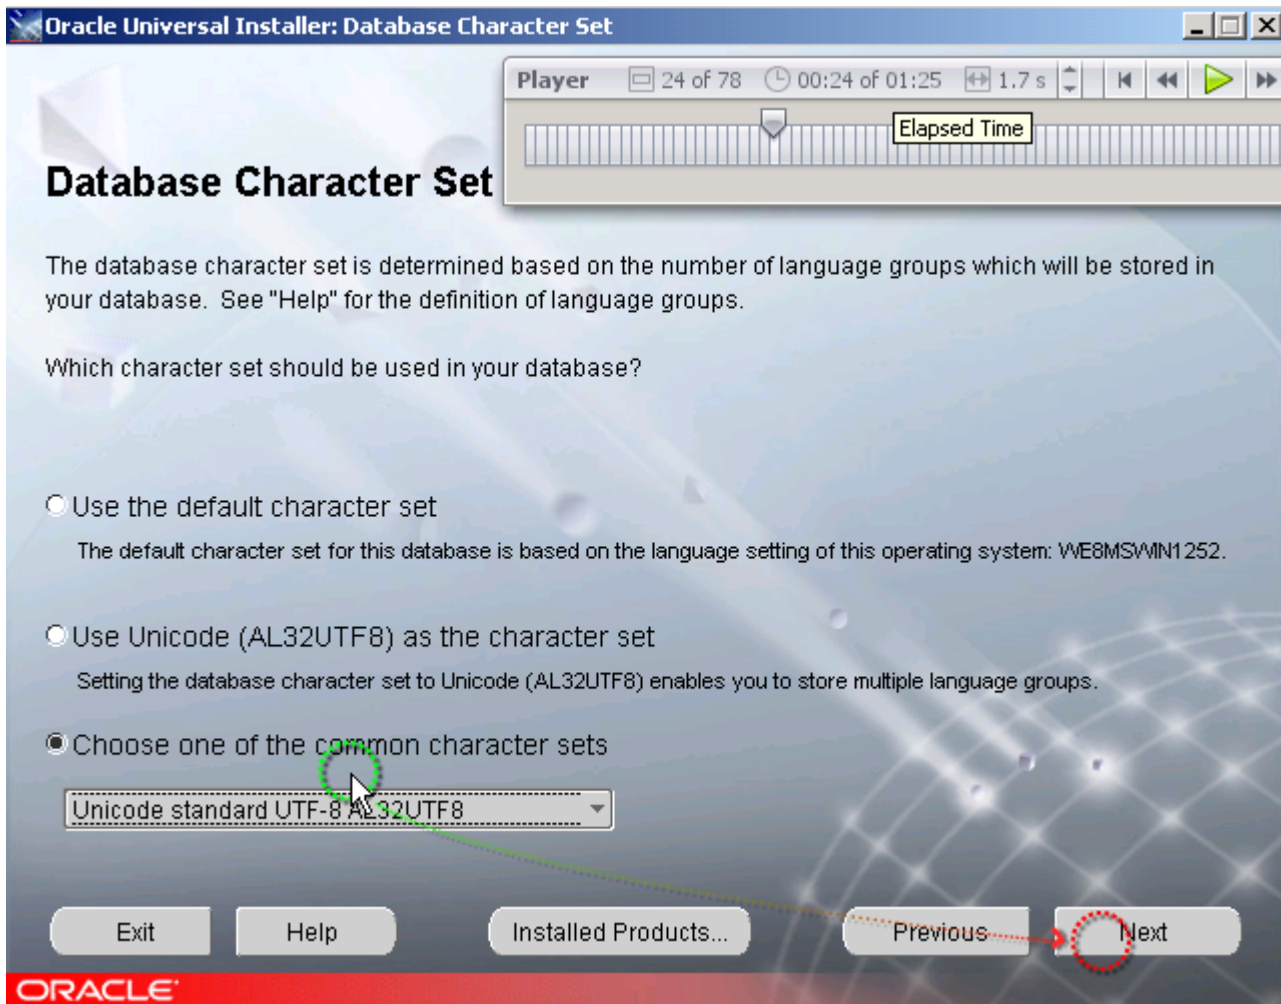 Oracle Universal Installer: Database Character Set
Player 24 of 78 00:24 of 01:25 1.7 s
Elapsed Time
Database Character Set
The database character set is determined based on the number of language groups which will be stored in
your database. See "Help" for the definition of language groups.
Which character set should be used in your database?
Use the default character set
The default character set for this database is based on the language setting of this operating system: WE8MSWIN1252.
Use Unicode (AL32UTF8) as the character set
Setting the database character set to Unicode (AL32UTF8) enables you to store multiple language groups.
Choose one of the common character sets
Unicode standard UTF-8 AL32UTF8
Exit Help Installed Products... Previous Next
ORACLE